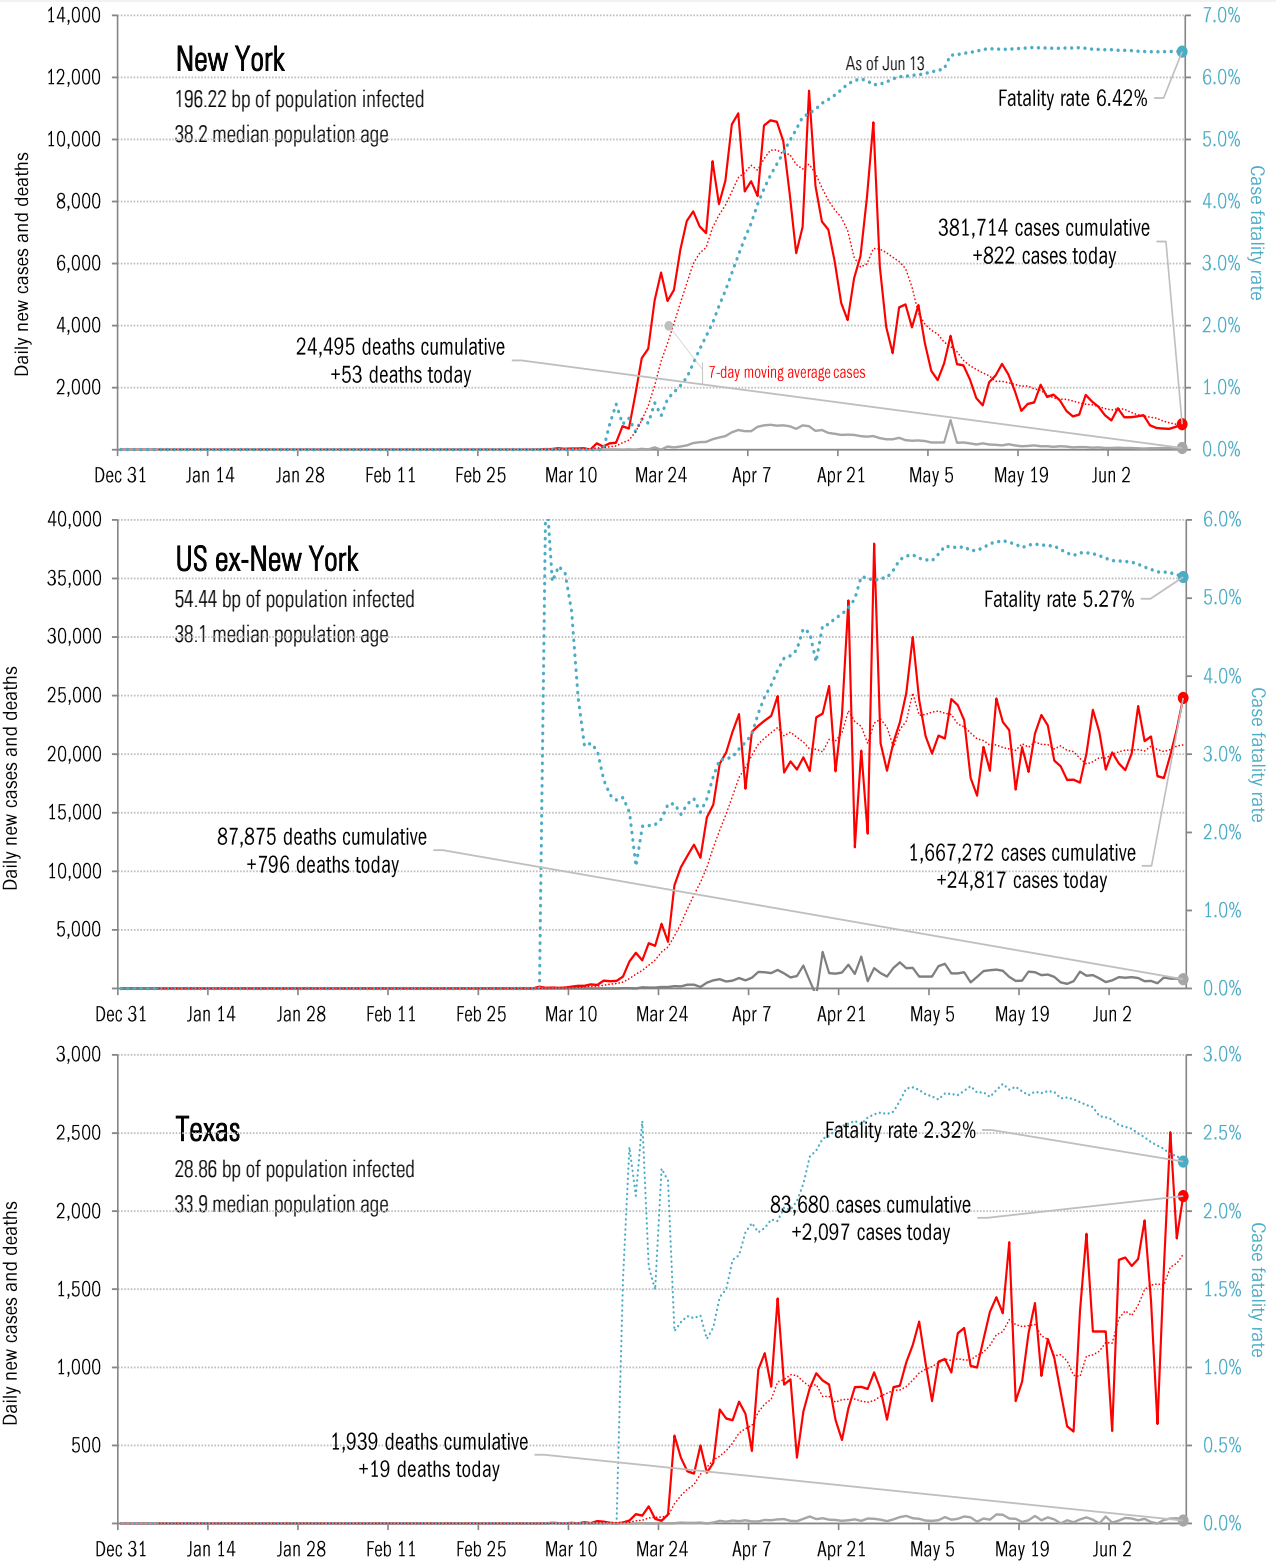 14,000
12,000
10,000
8,000
6,000
4,000
2,000
7.0%
6.0%
5.0%
4.0%
3.0%
2.0%
1.0%
0.0%
Daily new cases and deaths
Case fatality rate
New York
196.22 bp of population infected
38.2 median population age
As of Jun 13
Fatality rate 6.42%
381,714 cases cumulative
+822 cases today
24,495 deaths cumulative
+53 deaths today
7-day moving average cases
Dec 31 Jan 14 Jan 28 Feb 11 Feb 25 Mar 10 Mar 24 Apr 7 Apr 21 May 5 May 19 Jun 2
40,000
35,000
30,000
25,000
20,000
15,000
10,000
5,000
6.0%
5.0%
4.0%
3.0%
2.0%
1.0%
0.0%
Daily new cases and deaths
Case fatality rate
US ex-New York
54.44 bp of population infected
38.1 median population age
Fatality rate 5.27%
87,875 deaths cumulative
+796 deaths today
1,667,272 cases cumulative
+24,817 cases today
Dec 31 Jan 14 Jan 28 Feb 11 Feb 25 Mar 10 Mar 24 Apr 7 Apr 21 May 5 May 19 Jun 2
3,000
2,500
2,000
1,500
1,000
500
3.0%
2.5%
2.0%
1.5%
1.0%
0.5%
0.0%
Daily new cases and deaths
Case fatality rate
Texas
28.86 bp of population infected
33.9 median population age
Fatality rate 2.32%
83,680 cases cumulative
+2,097 cases today
1,939 deaths cumulative
+19 deaths today
Dec 31 Jan 14 Jan 28 Feb 11 Feb 25 Mar 10 Mar 24 Apr 7 Apr 21 May 5 May 19 Jun 2